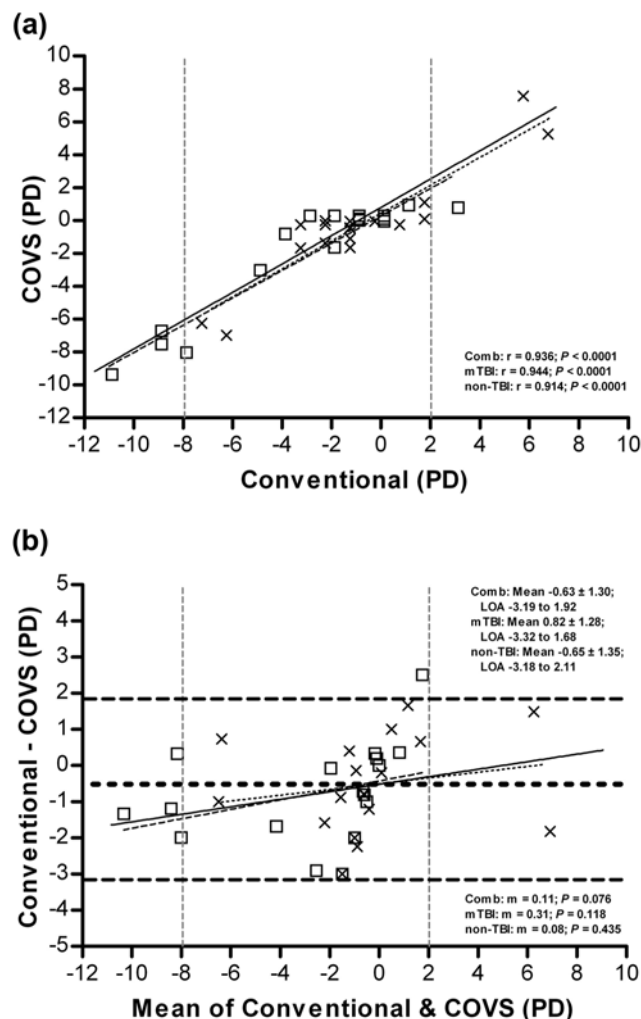 (a)
10
8
6
4
2
0
-2
-4
-6
-8
-10
-12
COVS (PD)
Comb: r = 0.936; P < 0.0001
mTBI: r = 0.944; P < 0.0001
non-TBI: r = 0.914; P < 0.0001
-12 -10 -8 -6 -4 -2 0 2 4 6 8 10
Conventional (PD)
(b)
5
4
3
2
1
0
-1
-2
-3
-4
-5
Conventional - COVS (PD)
Comb: Mean -0.63 ± 1.30;
LOA -3.19 to 1.92
mTBI: Mean 0.82 ± 1.28;
LOA -3.32 to 1.68
non-TBI: Mean -0.65 ± 1.35;
LOA -3.18 to 2.11
Comb: m = 0.11; P = 0.076
mTBI: m = 0.31; P = 0.118
non-TBI: m = 0.08; P = 0.435
-12 -10 -8 -6 -4 -2 0 2 4 6 8 10
Mean of Conventional & COVS (PD)